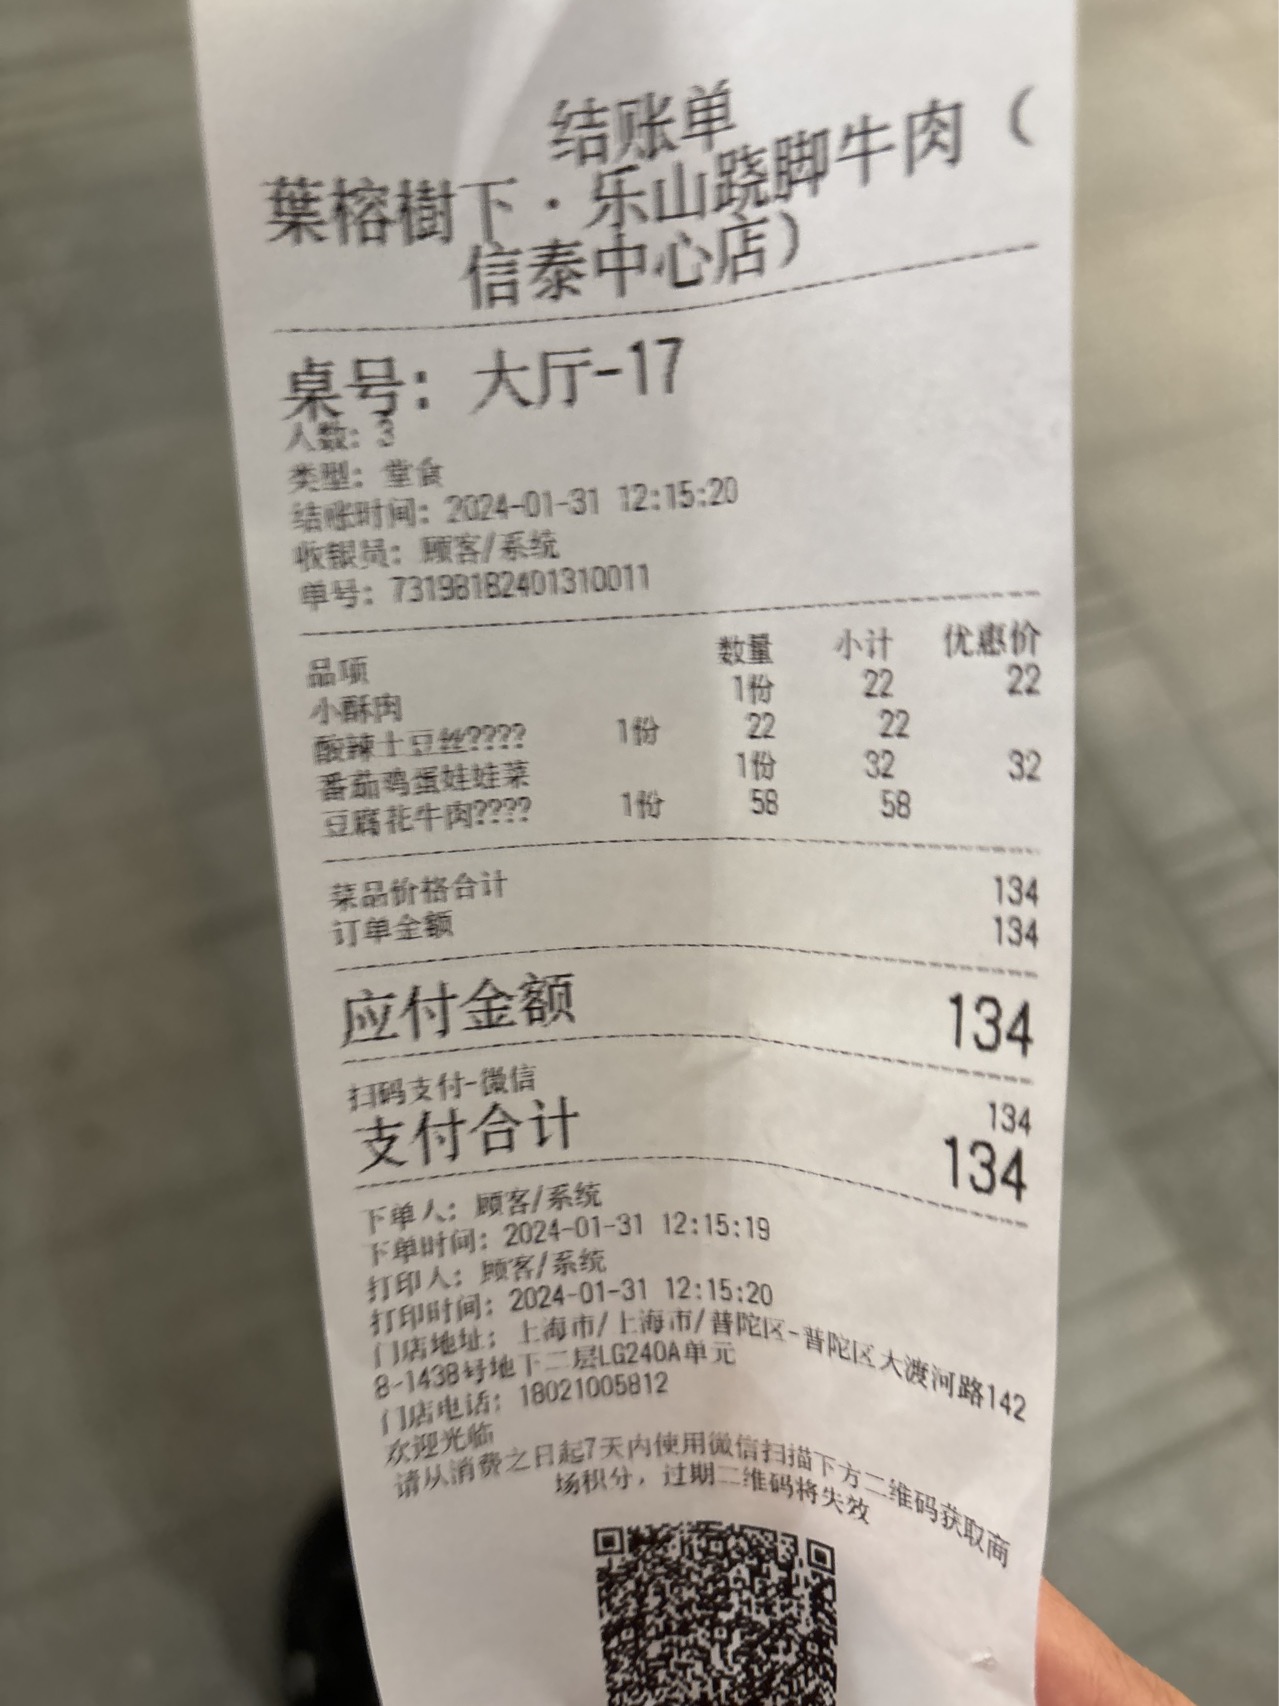 结账单
葉榕樹下·乐山跷脚牛肉（
信泰中心店）
桌号：大厅-17
人数：3
类型：堂食
结账时间：2024-01-31 12:15:20
收银员：顾客/系统
单号：73198182401310011
品项 数量 小计 优惠价
小酥肉 1份 22 22
酸辣土豆丝???? 1份 22 22
番茄鸡蛋娃娃菜 1份 32 32
豆腐花牛肉???? 1份 58 58
菜品价格合计 134
订单金额 134
应付金额 134
扫码支付-微信 134
支付合计 134
下单人：顾客/系统
下单时间：2024-01-31 12:15:19
打印人：顾客/系统
打印时间：2024-01-31 12:15:20
门店地址：上海市/上海市/普陀区-普陀区大渡河路142
8-1438号地下二层LG240A单元
门店电话：18021005812
欢迎光临
请从消费之日起7天内使用微信扫描下方二维码获取商
场积分，过期二维码将失效